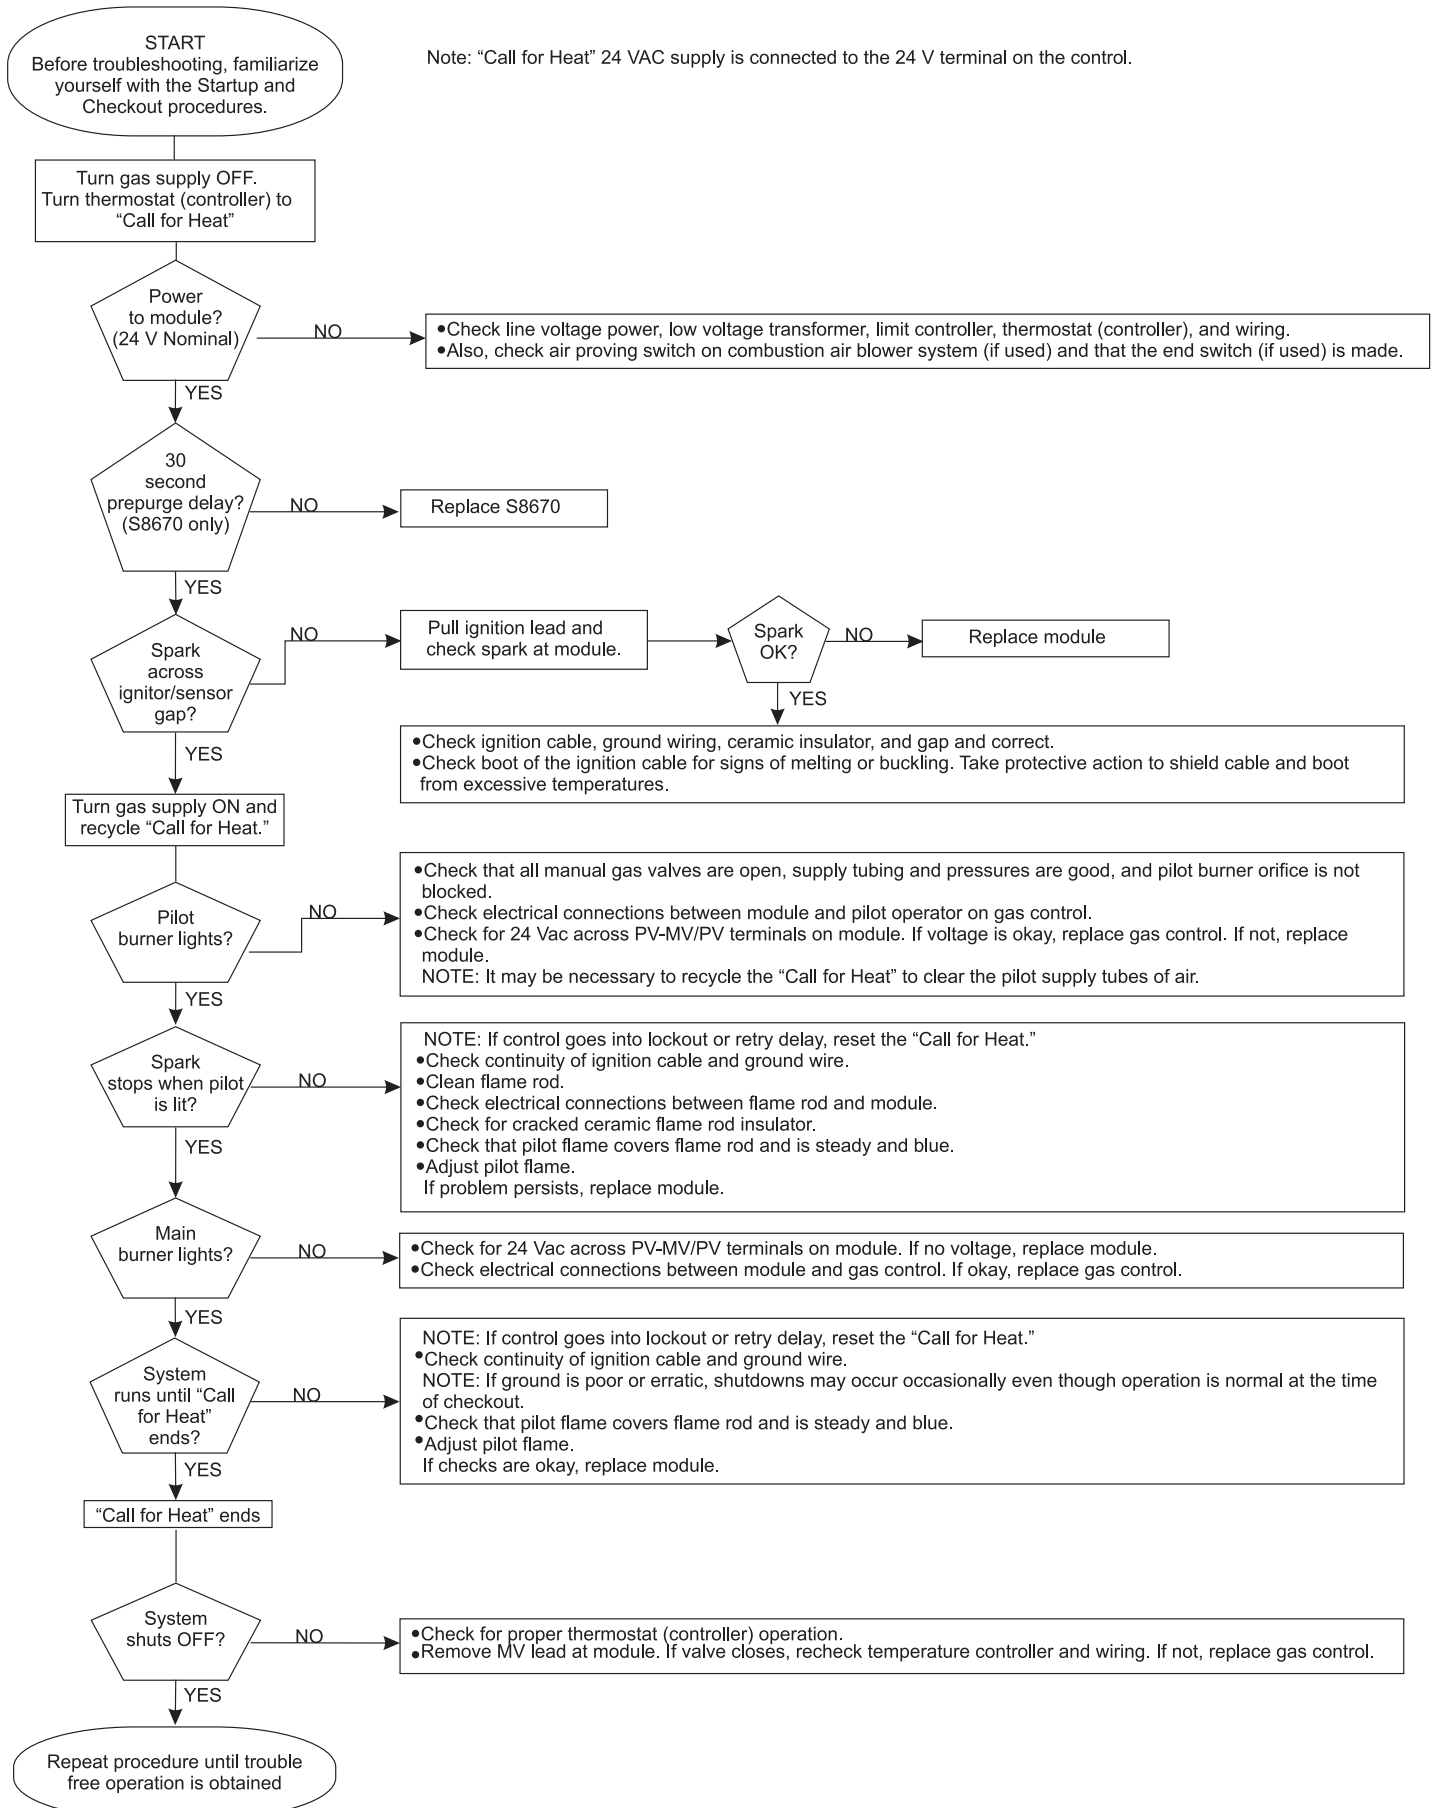 START
Before troubleshooting, familiarize
yourself with the Startup and
Checkout procedures.
Note: “Call for Heat” 24 VAC supply is connected to the 24 V terminal on the control.
Turn gas supply OFF.
Turn thermostat (controller) to
“Call for Heat”
Power
to module?
(24 V Nominal)
NO
•Check line voltage power, low voltage transformer, limit controller, thermostat (controller), and wiring.
•Also, check air proving switch on combustion air blower system (if used) and that the end switch (if used) is made.
YES
30
second
prepurge delay?
(S8670 only)
NO
Replace S8670
YES
Spark
across
ignitor/sensor
gap?
NO
Pull ignition lead and
check spark at module.
Spark
OK?
NO
Replace module
YES
•Check ignition cable, ground wiring, ceramic insulator, and gap and correct.
•Check boot of the ignition cable for signs of melting or buckling. Take protective action to shield cable and boot
from excessive temperatures.
YES
Turn gas supply ON and
recycle “Call for Heat.”
Pilot
burner lights?
NO
•Check that all manual gas valves are open, supply tubing and pressures are good, and pilot burner orifice is not
blocked.
•Check electrical connections between module and pilot operator on gas control.
•Check for 24 Vac across PV-MV/PV terminals on module. If voltage is okay, replace gas control. If not, replace
module.
NOTE: It may be necessary to recycle the “Call for Heat” to clear the pilot supply tubes of air.
YES
Spark
stops when pilot
is lit?
NO
NOTE: If control goes into lockout or retry delay, reset the “Call for Heat.”
•Check continuity of ignition cable and ground wire.
•Clean flame rod.
•Check electrical connections between flame rod and module.
•Check for cracked ceramic flame rod insulator.
•Check that pilot flame covers flame rod and is steady and blue.
•Adjust pilot flame.
If problem persists, replace module.
YES
Main
burner lights?
NO
•Check for 24 Vac across PV-MV/PV terminals on module. If no voltage, replace module.
•Check electrical connections between module and gas control. If okay, replace gas control.
YES
System
runs until “Call
for Heat”
ends?
NO
NOTE: If control goes into lockout or retry delay, reset the “Call for Heat.”
•Check continuity of ignition cable and ground wire.
NOTE: If ground is poor or erratic, shutdowns may occur occasionally even though operation is normal at the time
of checkout.
•Check that pilot flame covers flame rod and is steady and blue.
•Adjust pilot flame.
If checks are okay, replace module.
YES
“Call for Heat” ends
System
shuts OFF?
NO
•Check for proper thermostat (controller) operation.
•Remove MV lead at module. If valve closes, recheck temperature controller and wiring. If not, replace gas control.
YES
Repeat procedure until trouble
free operation is obtained